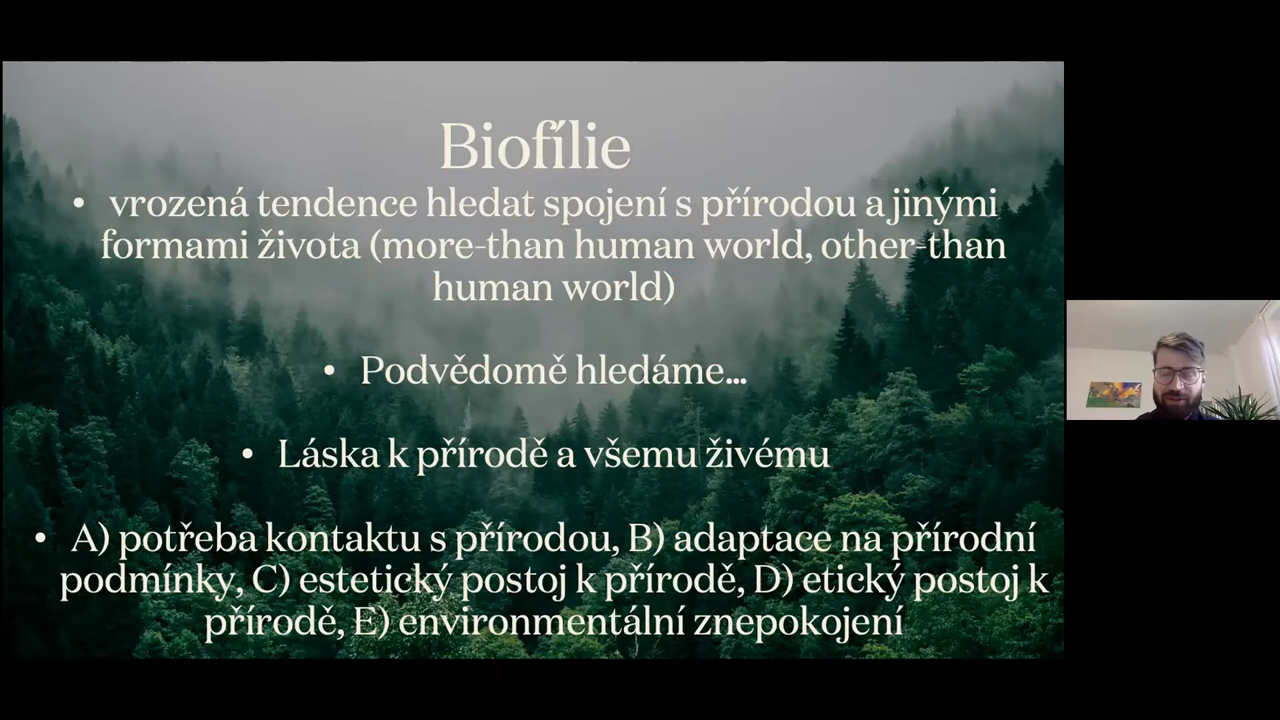 Biofílie
• vrozená tendence hledat spojení s přírodou a jinými
formami života (more-than human world, other-than
human world)
• Podvědomě hledáme...
• Láska k přírodě a všemu živému
• A) potřeba kontaktu s přírodou, B) adaptace na přírodní
podmínky, C) estetický postoj k přírodě, D) etický postoj k
přírodě, E) environmentální znepokojení